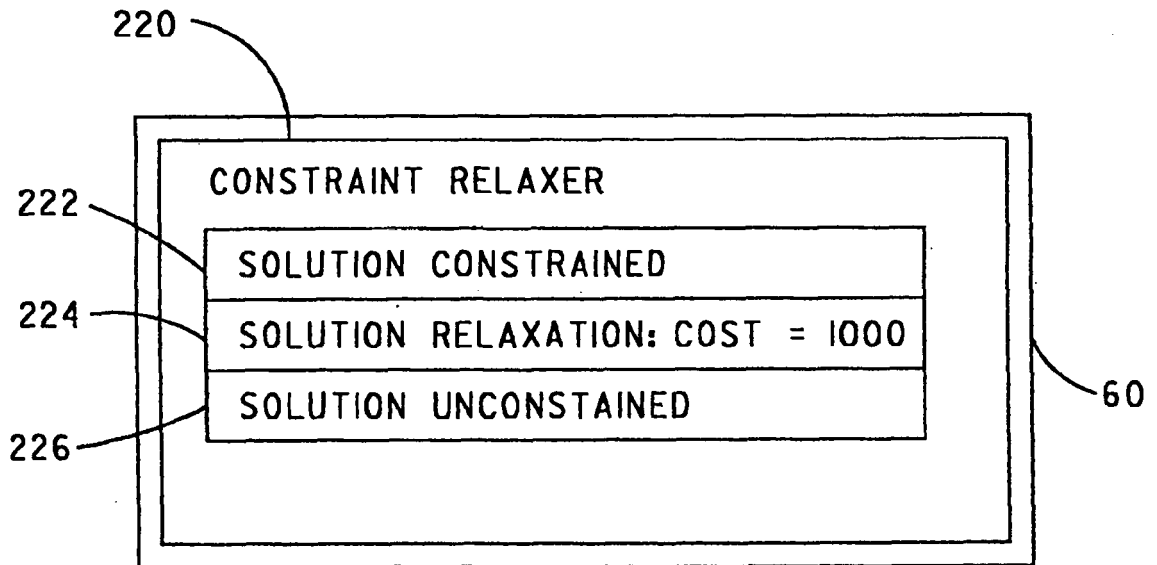 220
CONSTRAINT RELAXER
222
SOLUTION CONSTRAINED
224
SOLUTION RELAXATION: COST = 1000
226
SOLUTION UNCONSTAINED
60